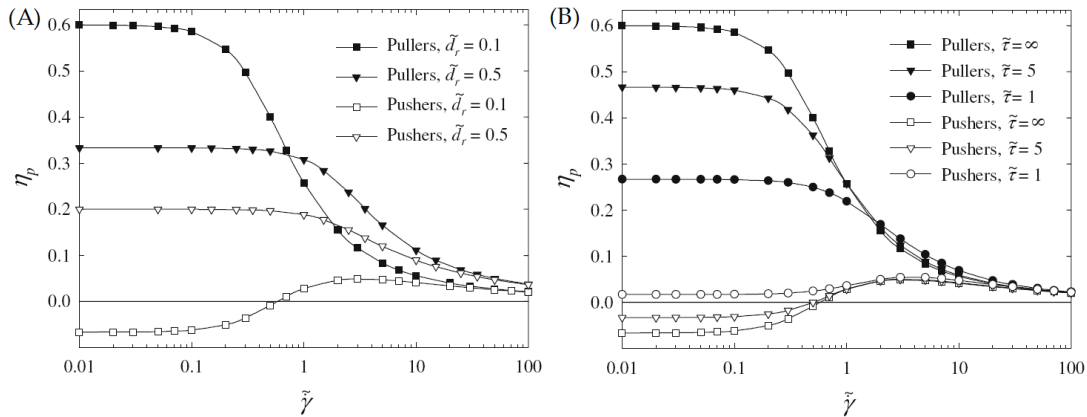 (A)
0.6
0.5
0.4
0.3
0.2
0.1
0.0
η_p
Pullers, d̃_r = 0.1
Pullers, d̃_r = 0.5
Pushers, d̃_r = 0.1
Pushers, d̃_r = 0.5
0.01 0.1 1 10 100
γ̇̃
(B)
0.6
0.5
0.4
0.3
0.2
0.1
0.0
η_p
Pullers, τ̃ = ∞
Pullers, τ̃ = 5
Pullers, τ̃ = 1
Pushers, τ̃ = ∞
Pushers, τ̃ = 5
Pushers, τ̃ = 1
0.01 0.1 1 10 100
γ̇̃